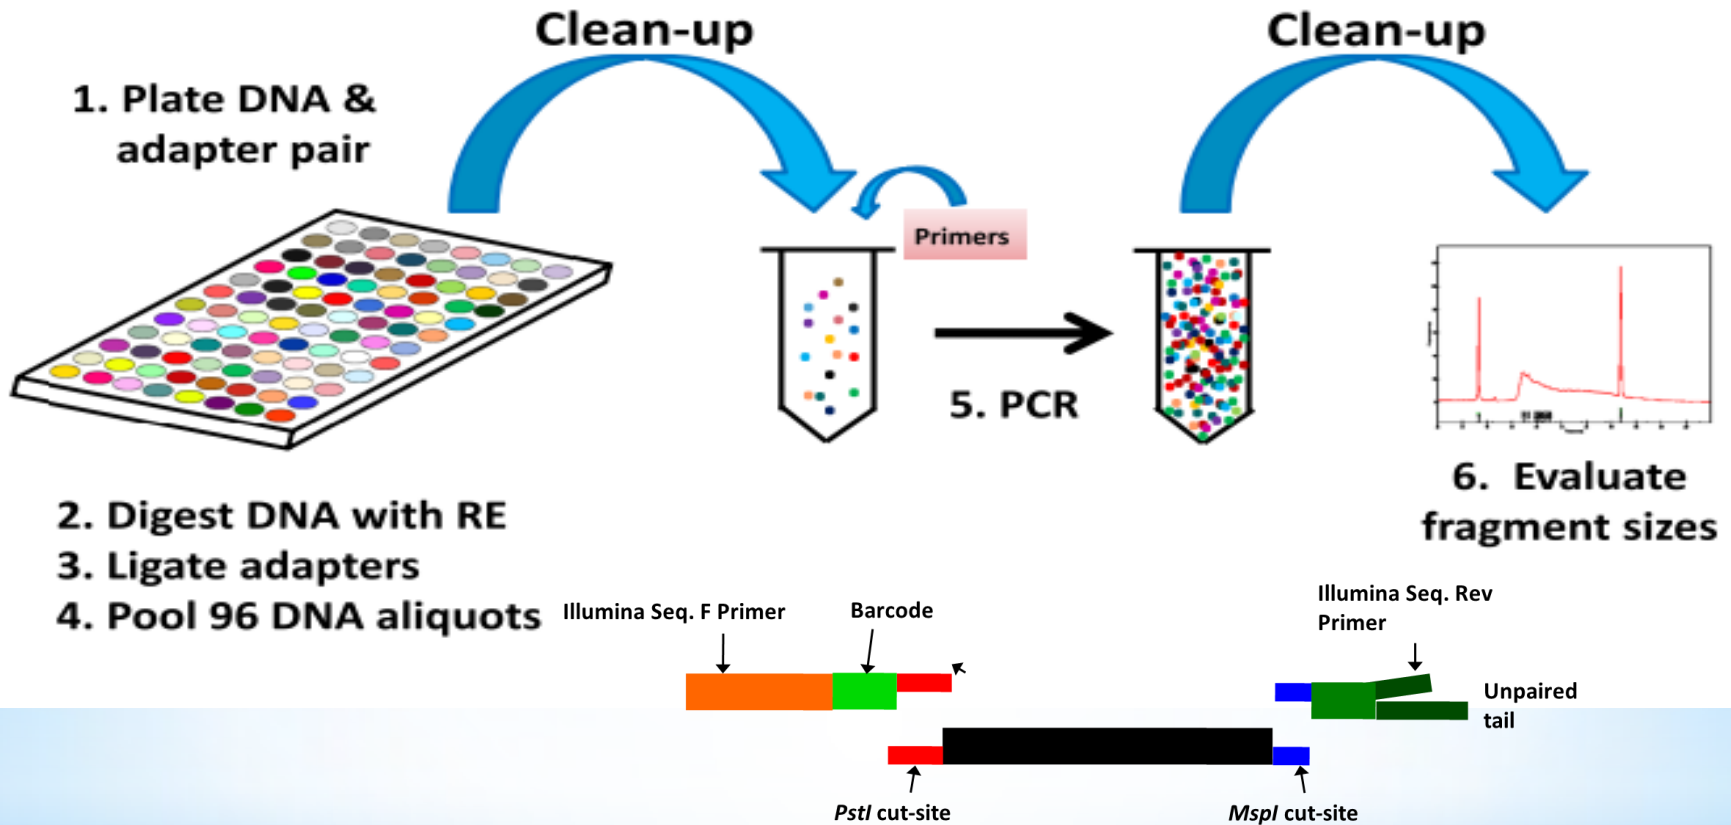 Clean-up
Clean-up
1. Plate DNA &
adapter pair
Primers
5. PCR
6. Evaluate
fragment sizes
2. Digest DNA with RE
3. Ligate adapters
4. Pool 96 DNA aliquots
Illumina Seq. F Primer
Barcode
Illumina Seq. Rev
Primer
Unpaired
tail
PstI cut-site
MspI cut-site